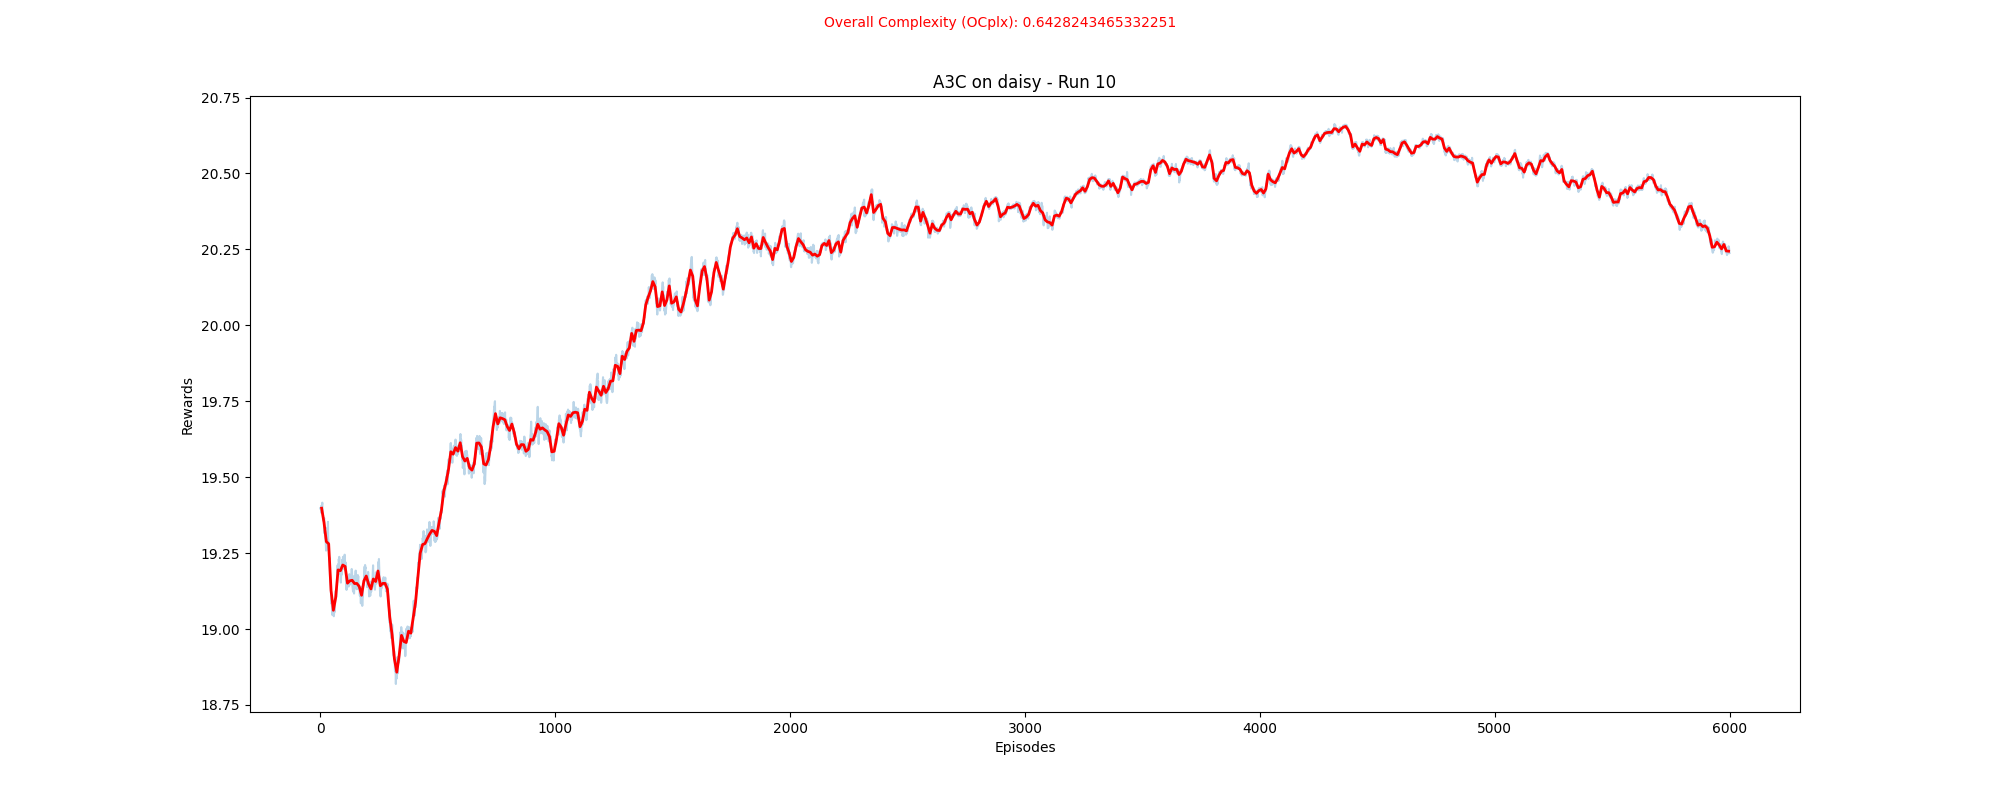 Overall Complexity (OCplx): 0.6428243465332251
A3C on daisy - Run 10
20.75
20.50
20.25
20.00
19.75
19.50
19.25
19.00
18.75
Rewards
0 1000 2000 3000 4000 5000 6000
Episodes